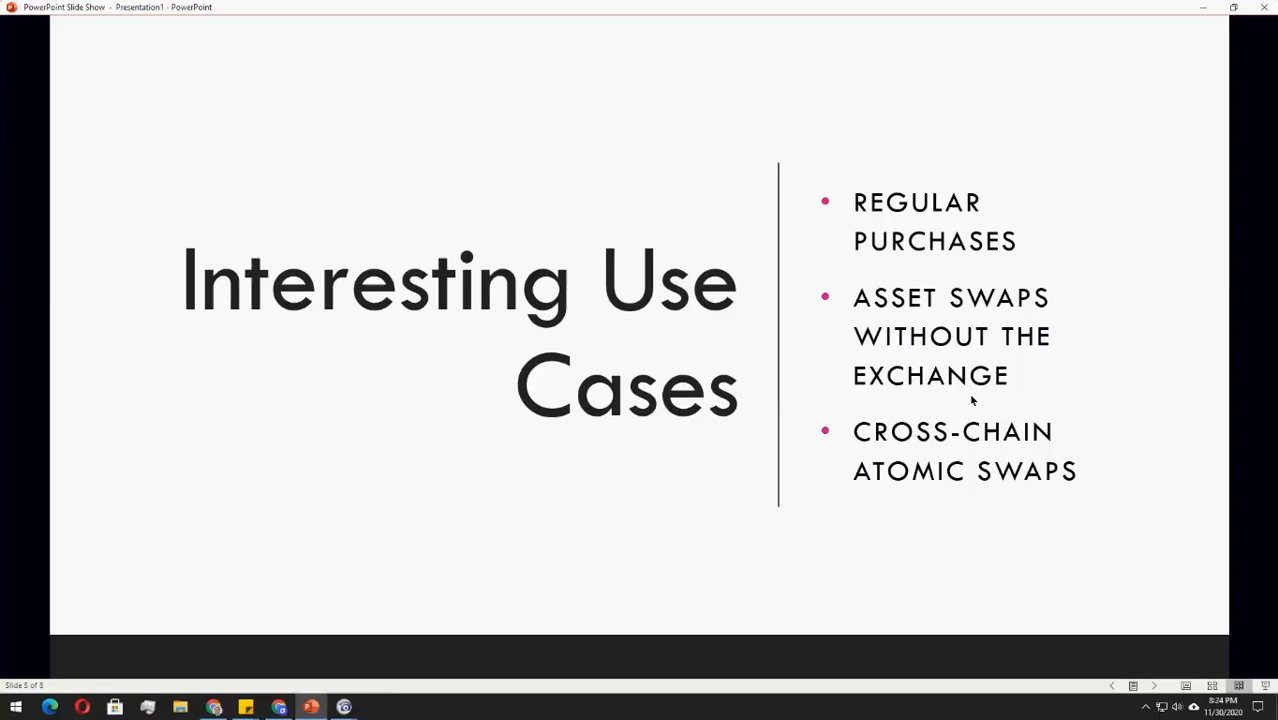 PowerPoint Slide Show - Presentation1 - PowerPoint
Interesting Use
Cases
• REGULAR
PURCHASES
• ASSET SWAPS
WITHOUT THE
EXCHANGE
• CROSS-CHAIN
ATOMIC SWAPS
Slide 5 of 8
8:24 PM
11/30/2020